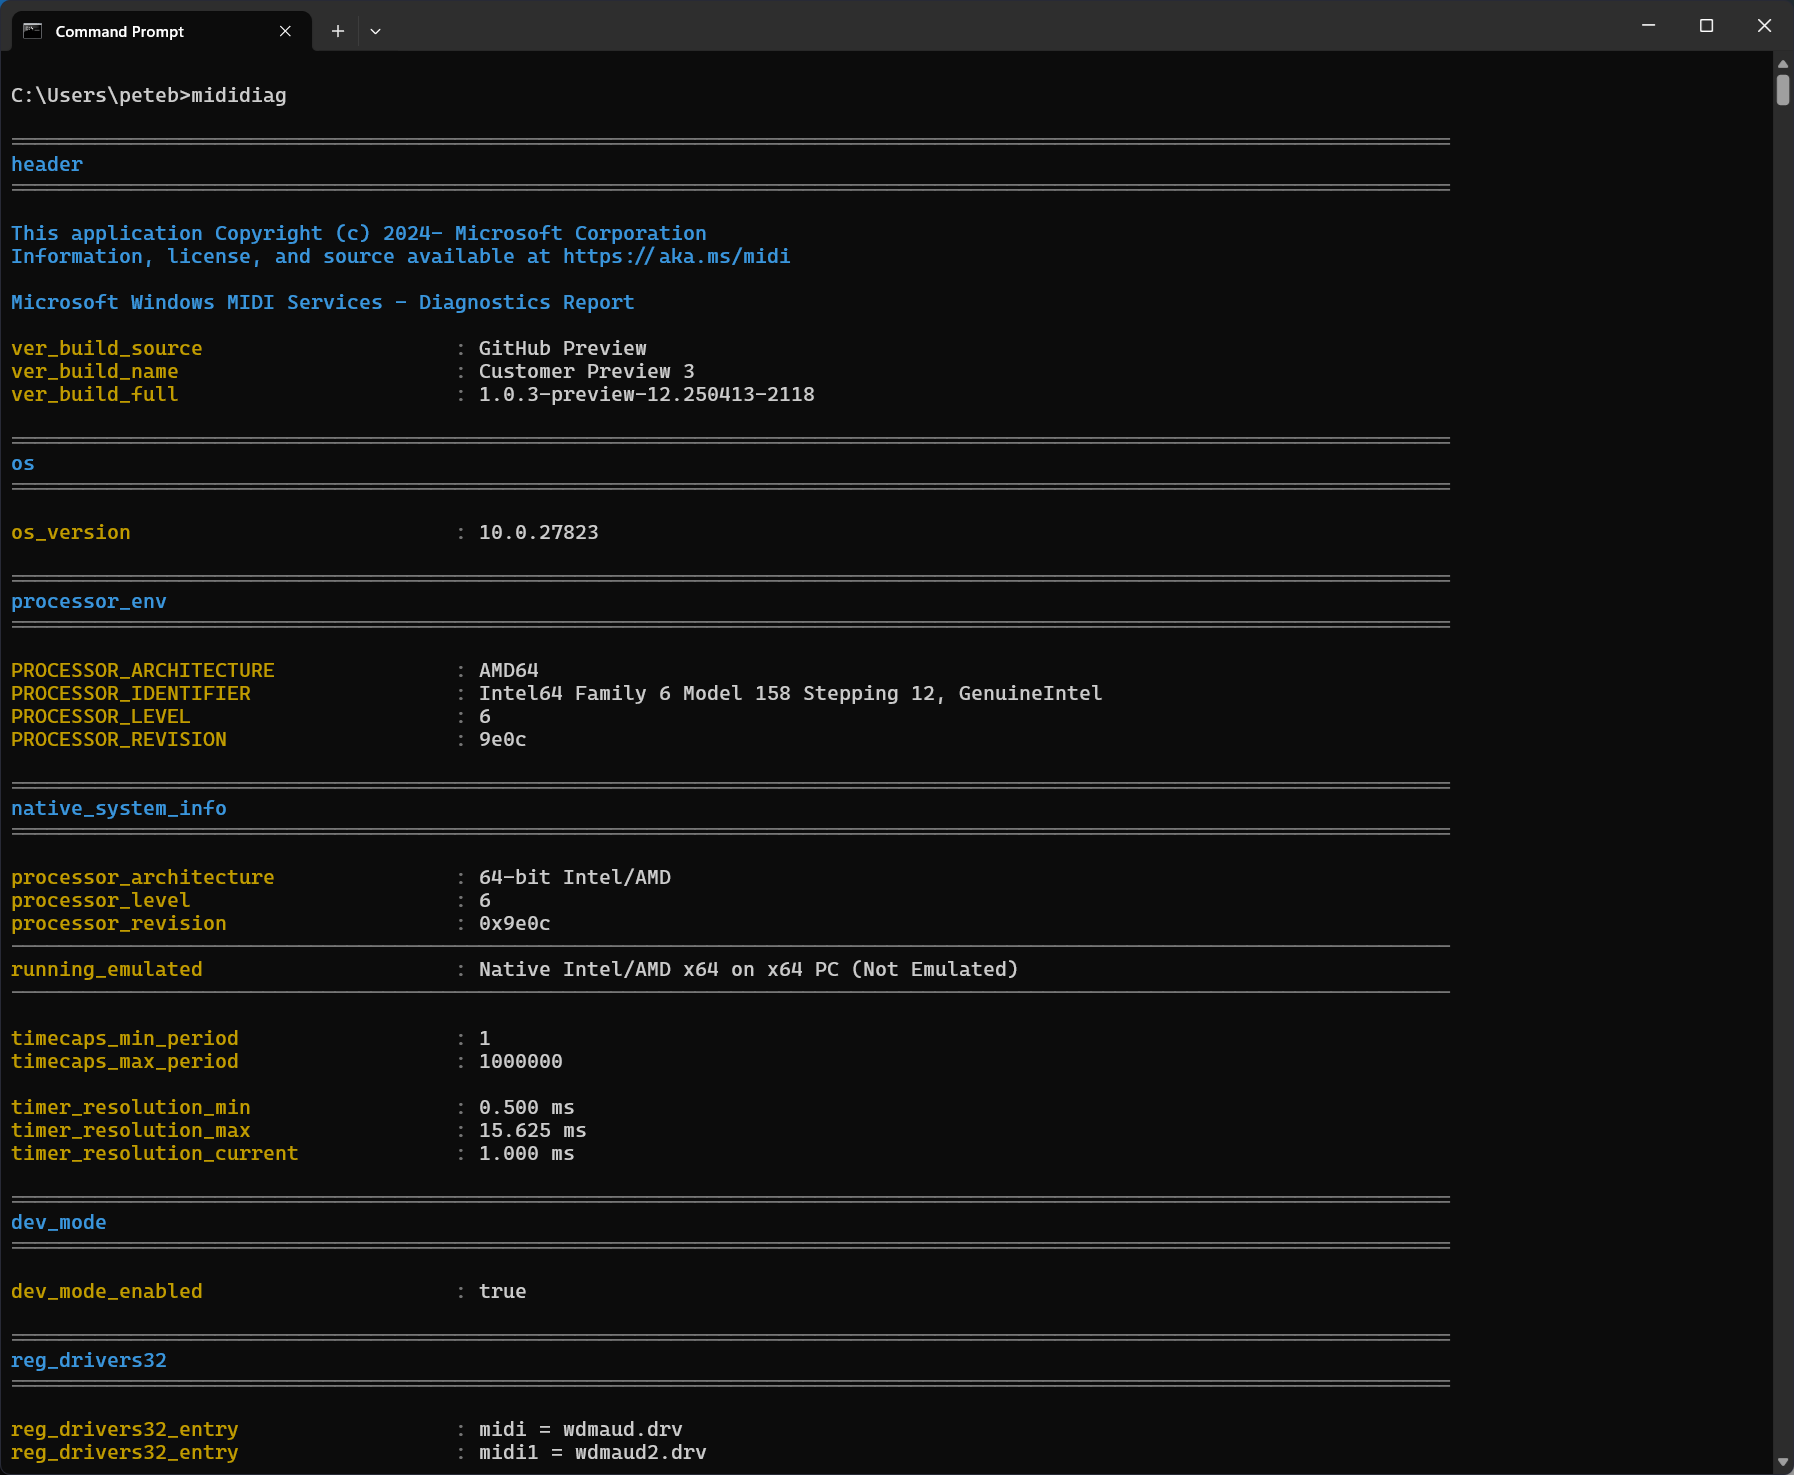 Command Prompt
C:\Users\peteb>mididiag
header
This application Copyright (c) 2024- Microsoft Corporation
Information, license, and source available at https://aka.ms/midi
Microsoft Windows MIDI Services - Diagnostics Report
ver_build_source : GitHub Preview
ver_build_name : Customer Preview 3
ver_build_full : 1.0.3-preview-12.250413-2118
os
os_version : 10.0.27823
processor_env
PROCESSOR_ARCHITECTURE : AMD64
PROCESSOR_IDENTIFIER : Intel64 Family 6 Model 158 Stepping 12, GenuineIntel
PROCESSOR_LEVEL : 6
PROCESSOR_REVISION : 9e0c
native_system_info
processor_architecture : 64-bit Intel/AMD
processor_level : 6
processor_revision : 0x9e0c
running_emulated : Native Intel/AMD x64 on x64 PC (Not Emulated)
timecaps_min_period : 1
timecaps_max_period : 1000000
timer_resolution_min : 0.500 ms
timer_resolution_max : 15.625 ms
timer_resolution_current : 1.000 ms
dev_mode
dev_mode_enabled : true
reg_drivers32
reg_drivers32_entry : midi = wdmaud.drv
reg_drivers32_entry : midi1 = wdmaud2.drv